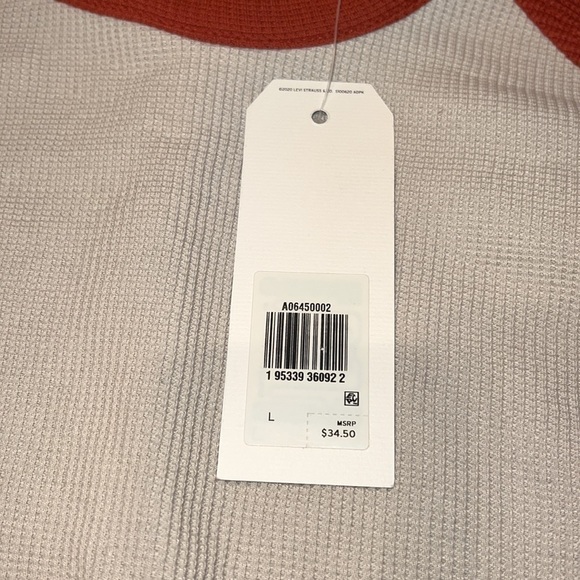 ©2020 LEVI STRAUSS & CO.
A06450002
1 95339 36092 2
L
MSRP
$34.50